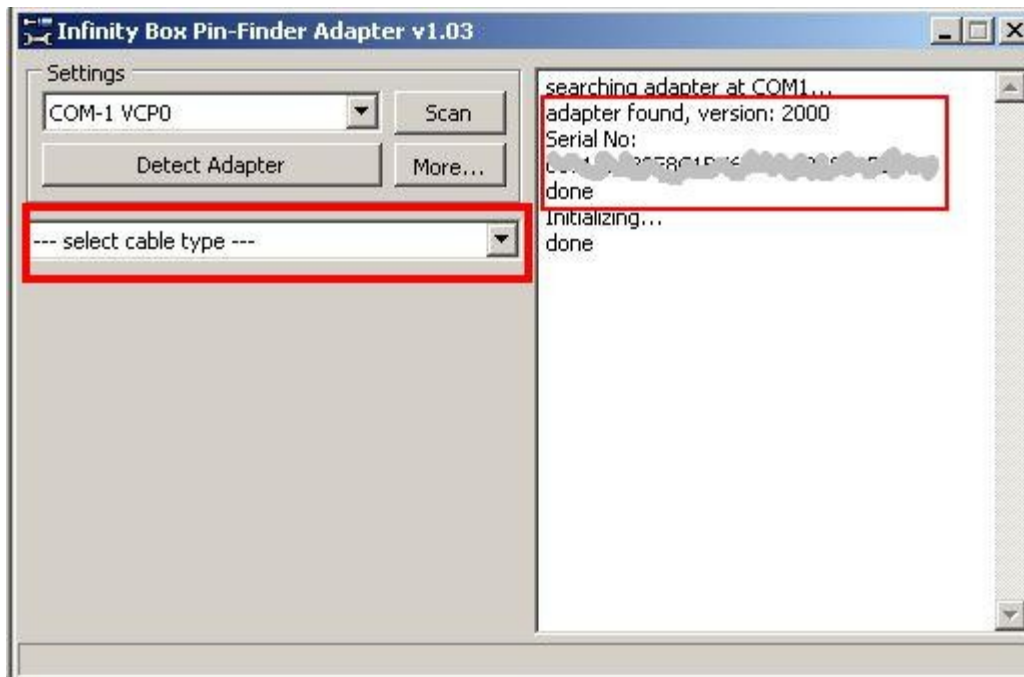 Infinity Box Pin-Finder Adapter v1.03
Settings
COM-1 VCP0
Scan
Detect Adapter
More...
--- select cable type ---
searching adapter at COM1...
adapter found, version: 2000
Serial No:
done
Initializing...
done